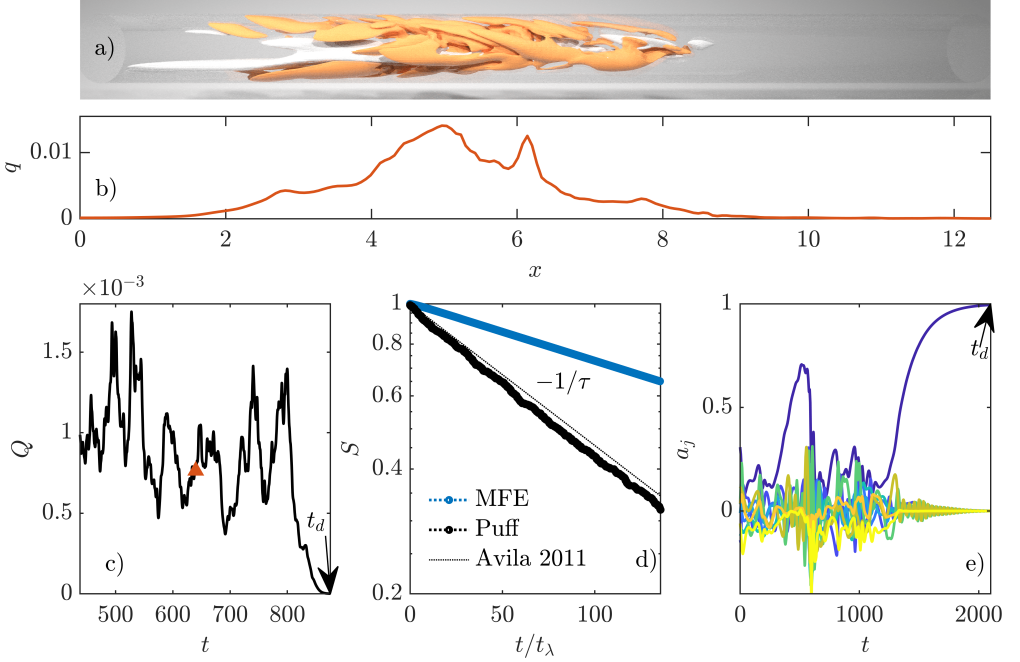 a)
q
0.01
0
b)
0 2 4 6 8 10 12
x
×10⁻³
1.5
1
0.5
0
Q
c)
t_d
500 600 700 800
t
1
0.8
0.6
0.4
0.2
S
−1/τ
MFE
Puff
Avila 2011
d)
0 50 100
t/t_λ
1
0.5
0
a_j
t_d
e)
0 1000 2000
t